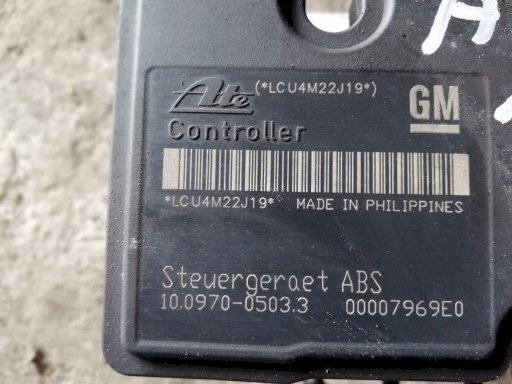 A
Ate (*LCU4M22J19*)
GM
Controller
*LCU4M22J19* MADE IN PHILIPPINES
Steuergeraet ABS
10.0970-0503.3 00007969E0